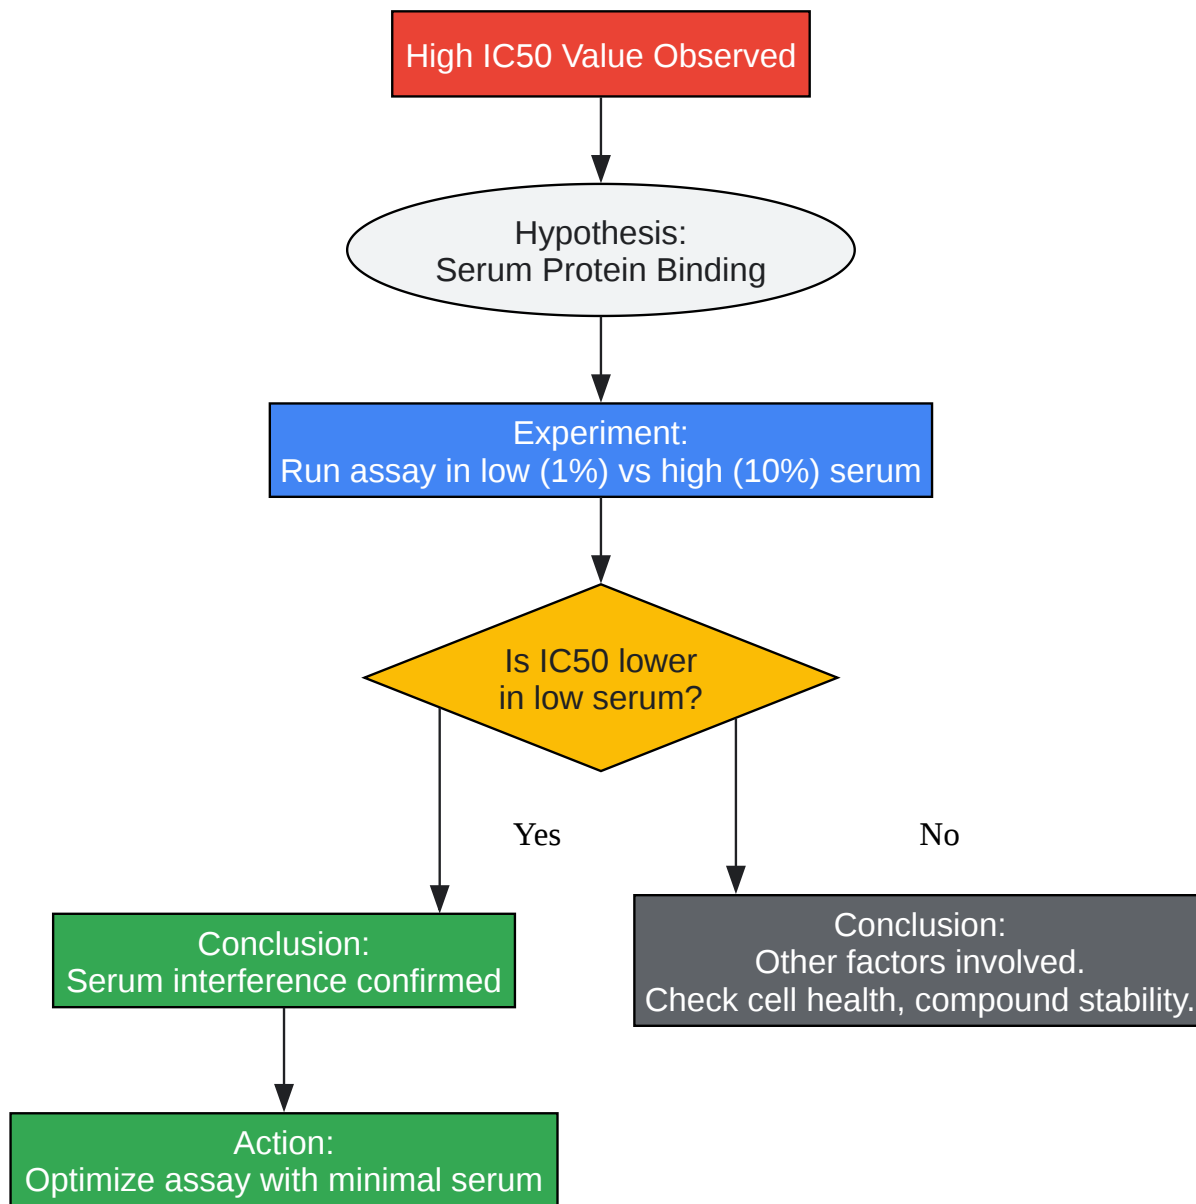 High IC50 Value Observed
Hypothesis:
Serum Protein Binding
Experiment:
Run assay in low (1%) vs high (10%) serum
Is IC50 lower
in low serum?
Yes
No
Conclusion:
Serum interference confirmed
Conclusion:
Other factors involved.
Check cell health, compound stability.
Action:
Optimize assay with minimal serum